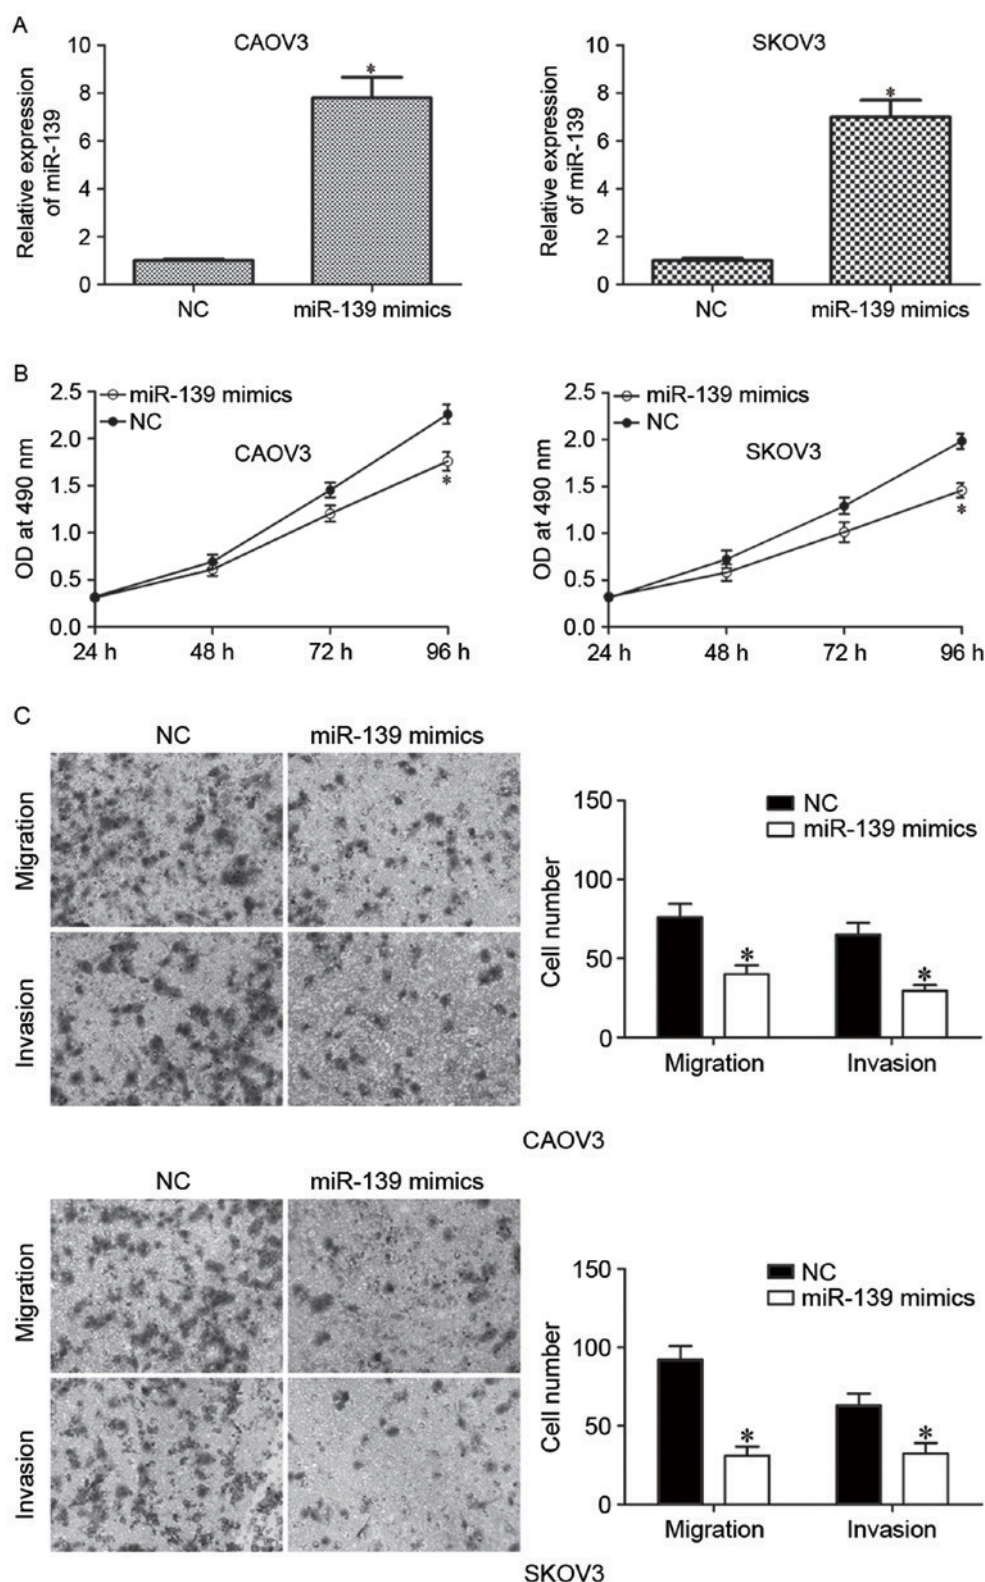 A
CAOV3
Relative expression
of miR-139
10
8
6
4
2
0
*
NC
miR-139 mimics
SKOV3
Relative expression
of miR-139
10
8
6
4
2
0
*
NC
miR-139 mimics
B
miR-139 mimics
NC
CAOV3
OD at 490 nm
2.5
2.0
1.5
1.0
0.5
0.0
*
24 h
48 h
72 h
96 h
miR-139 mimics
NC
SKOV3
OD at 490 nm
2.5
2.0
1.5
1.0
0.5
0.0
*
24 h
48 h
72 h
96 h
C
NC
miR-139 mimics
Migration
Invasion
NC
miR-139 mimics
Cell number
150
100
50
0
*
*
Migration
Invasion
CAOV3
NC
miR-139 mimics
Migration
Invasion
NC
miR-139 mimics
Cell number
150
100
50
0
*
*
Migration
Invasion
SKOV3